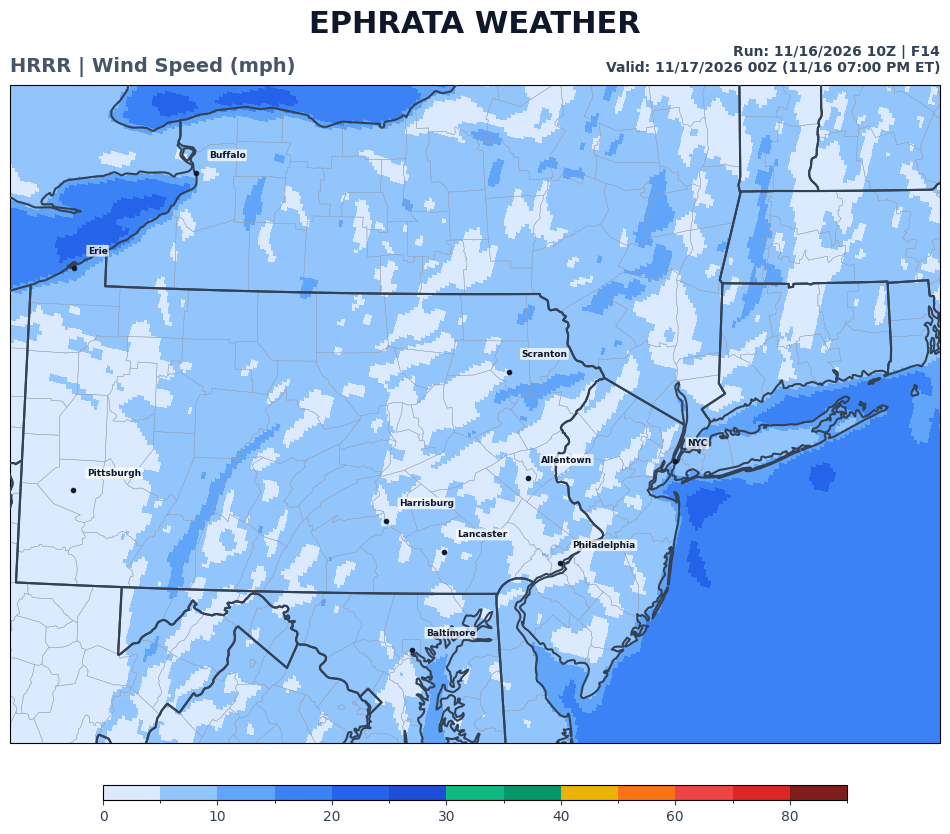 EPHRATA WEATHER
HRRR | Wind Speed (mph)
Run: 11/16/2026 10Z | F14
Valid: 11/17/2026 00Z (11/16 07:00 PM ET)
Buffalo
Erie
Scranton
NYC
Allentown
Pittsburgh
Harrisburg
Lancaster
Philadelphia
Baltimore
0 10 20 30 40 60 80